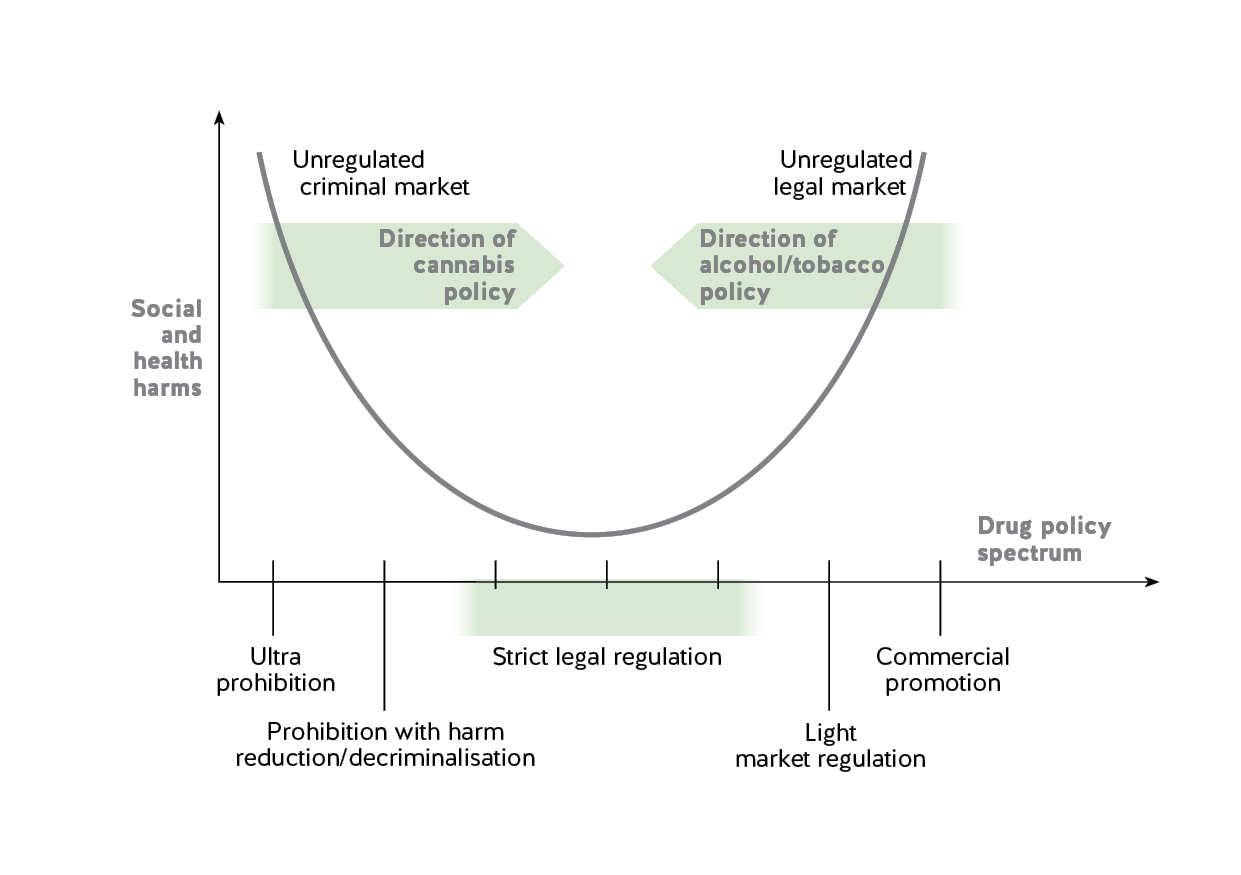 Unregulated
criminal market
Unregulated
legal market
Direction of
cannabis
policy
Direction of
alcohol/tobacco
policy
Social
and
health
harms
Drug policy
spectrum
Ultra
prohibition
Strict legal regulation
Commercial
promotion
Prohibition with harm
reduction/decriminalisation
Light
market regulation